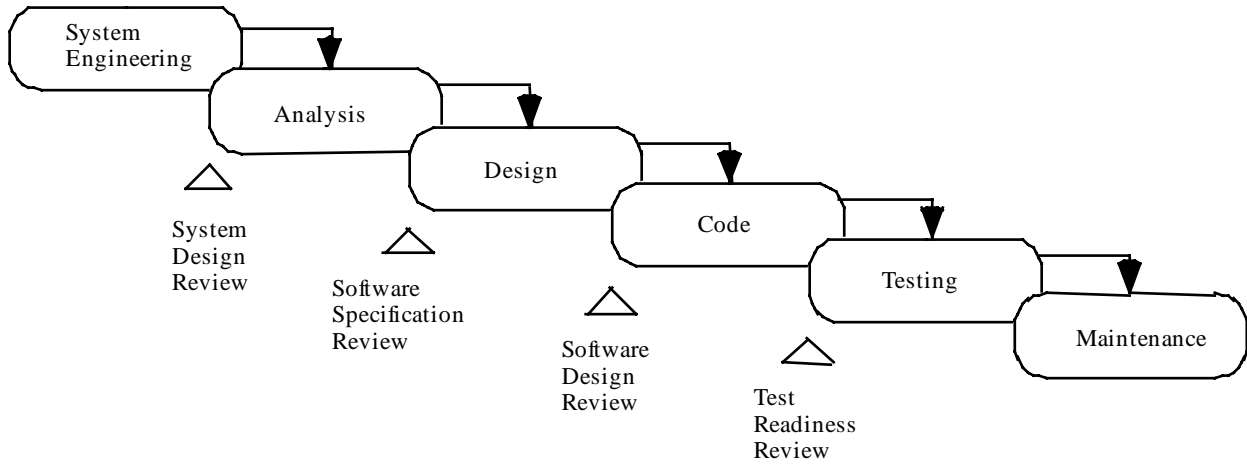 System
Engineering
Analysis
Design
Code
Testing
Maintenance
System
Design
Review
Software
Specification
Review
Software
Design
Review
Test
Readiness
Review